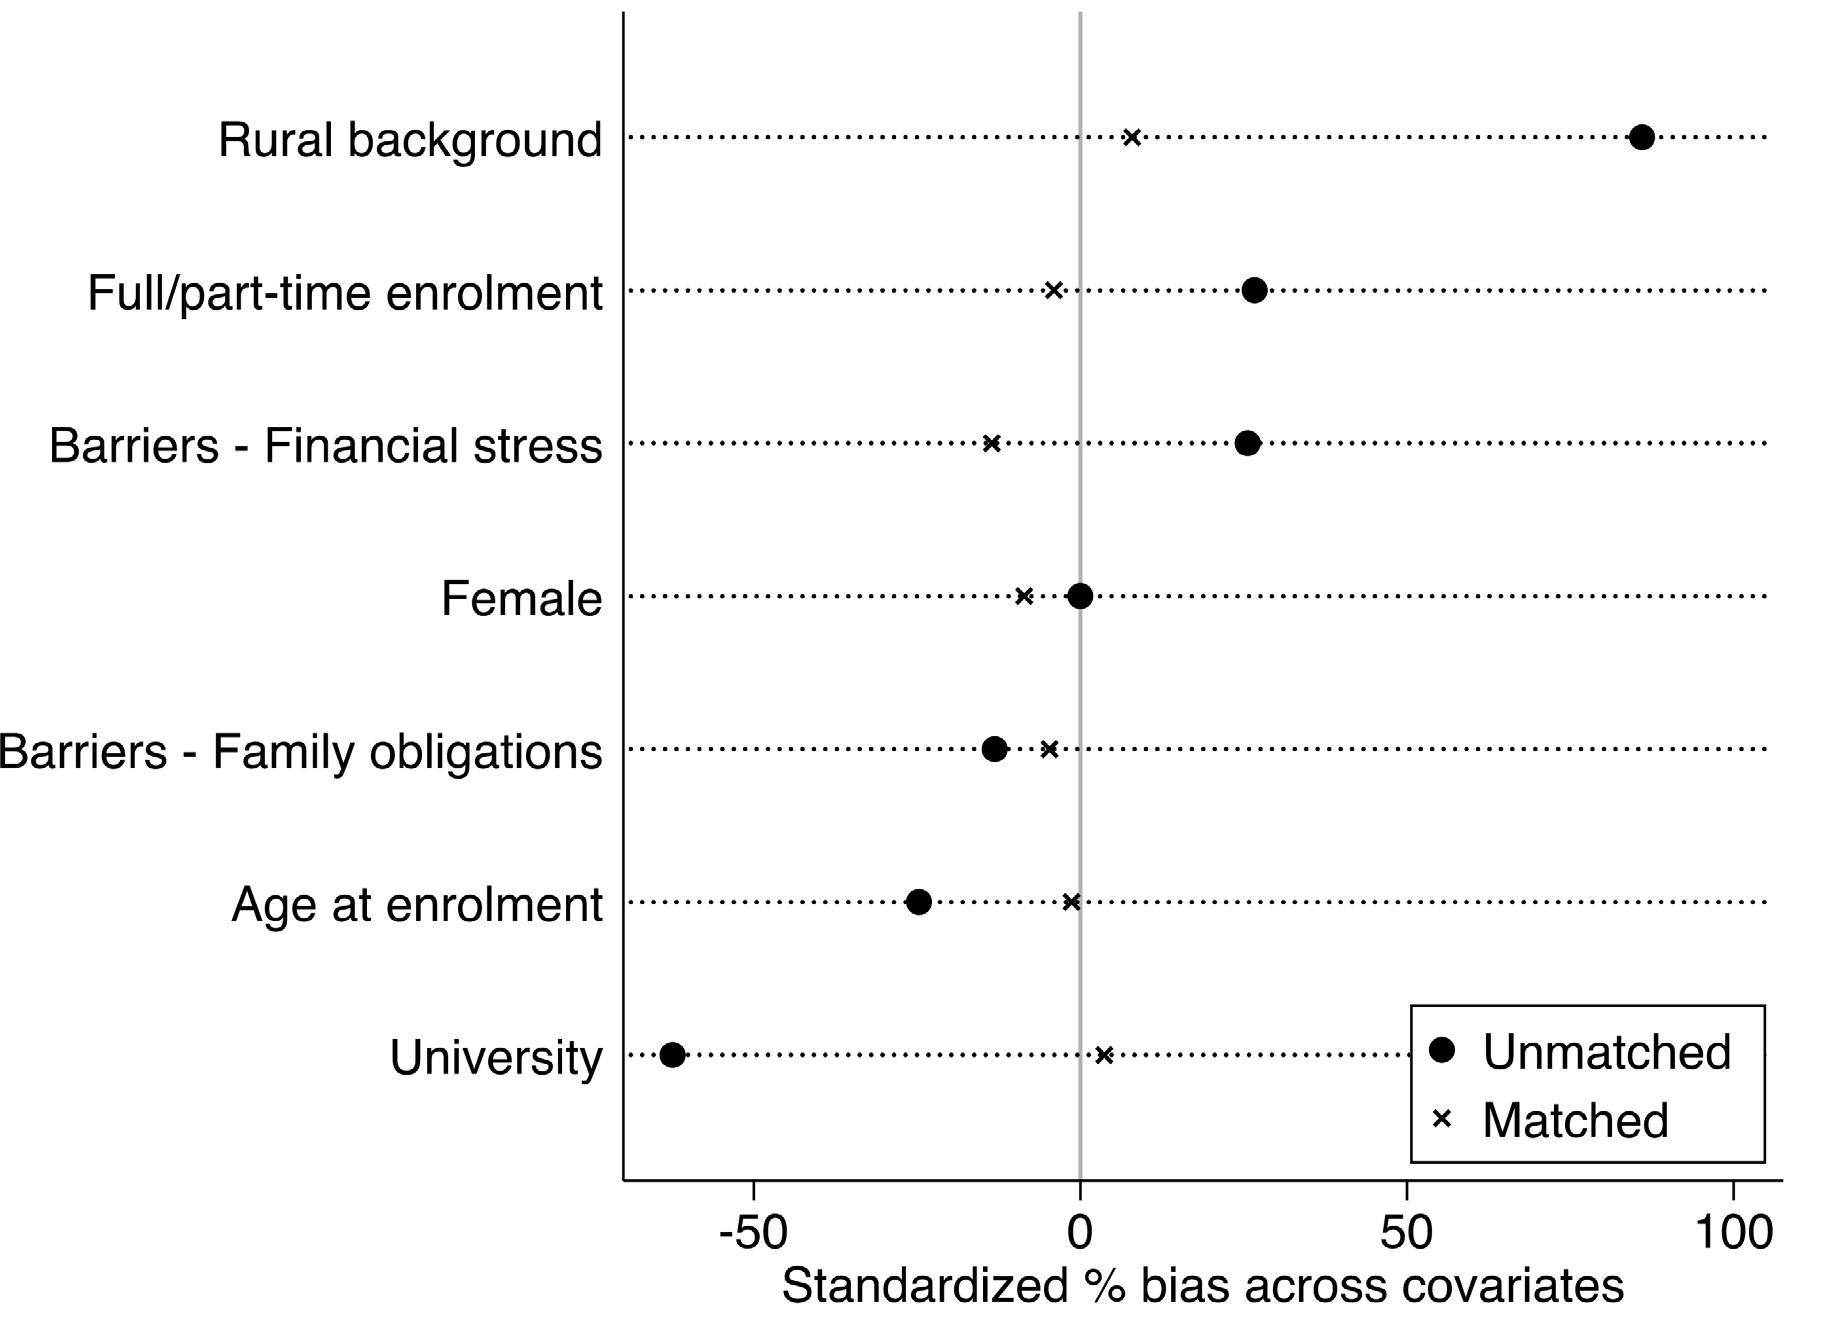 Rural background
Full/part-time enrolment
Barriers - Financial stress
Female
Barriers - Family obligations
Age at enrolment
University
Unmatched
Matched
-50 0 50 100
Standardized % bias across covariates